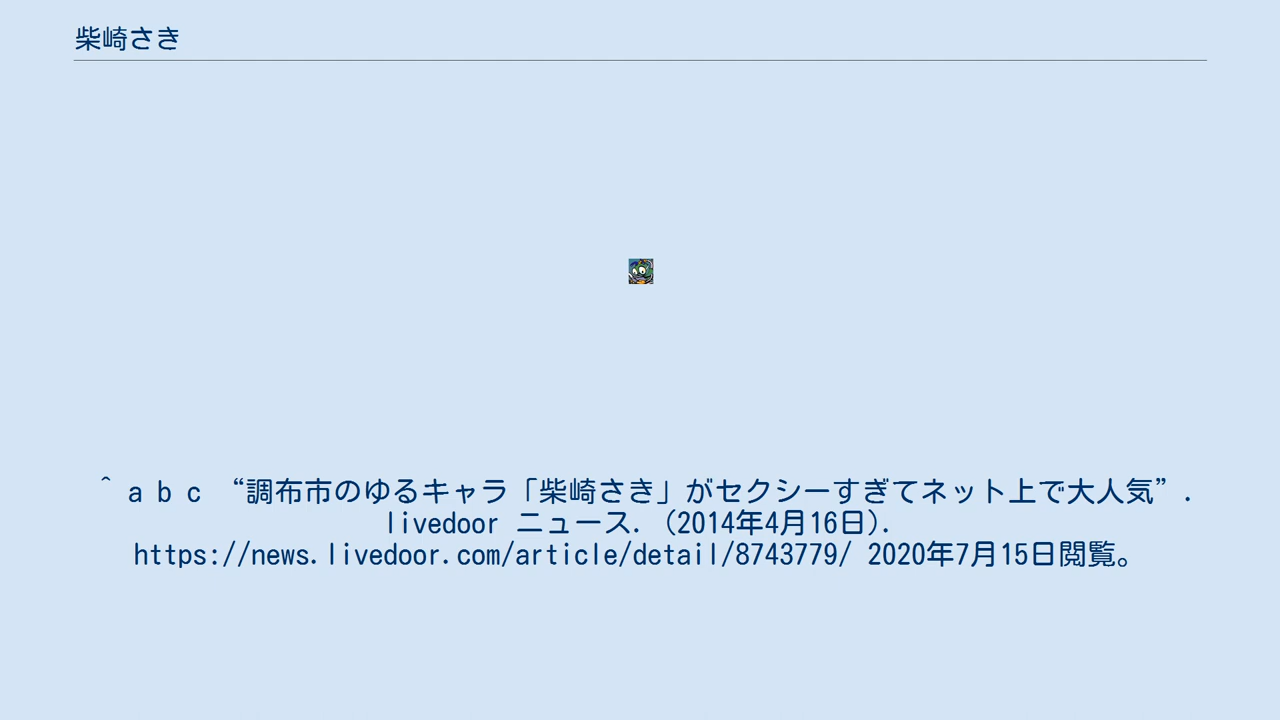 柴崎さき
^ a b c “調布市のゆるキャラ「柴崎さき」がセクシーすぎてネット上で大人気”.
livedoor ニュース. (2014年4月16日).
https://news.livedoor.com/article/detail/8743779/ 2020年7月15日閲覧。